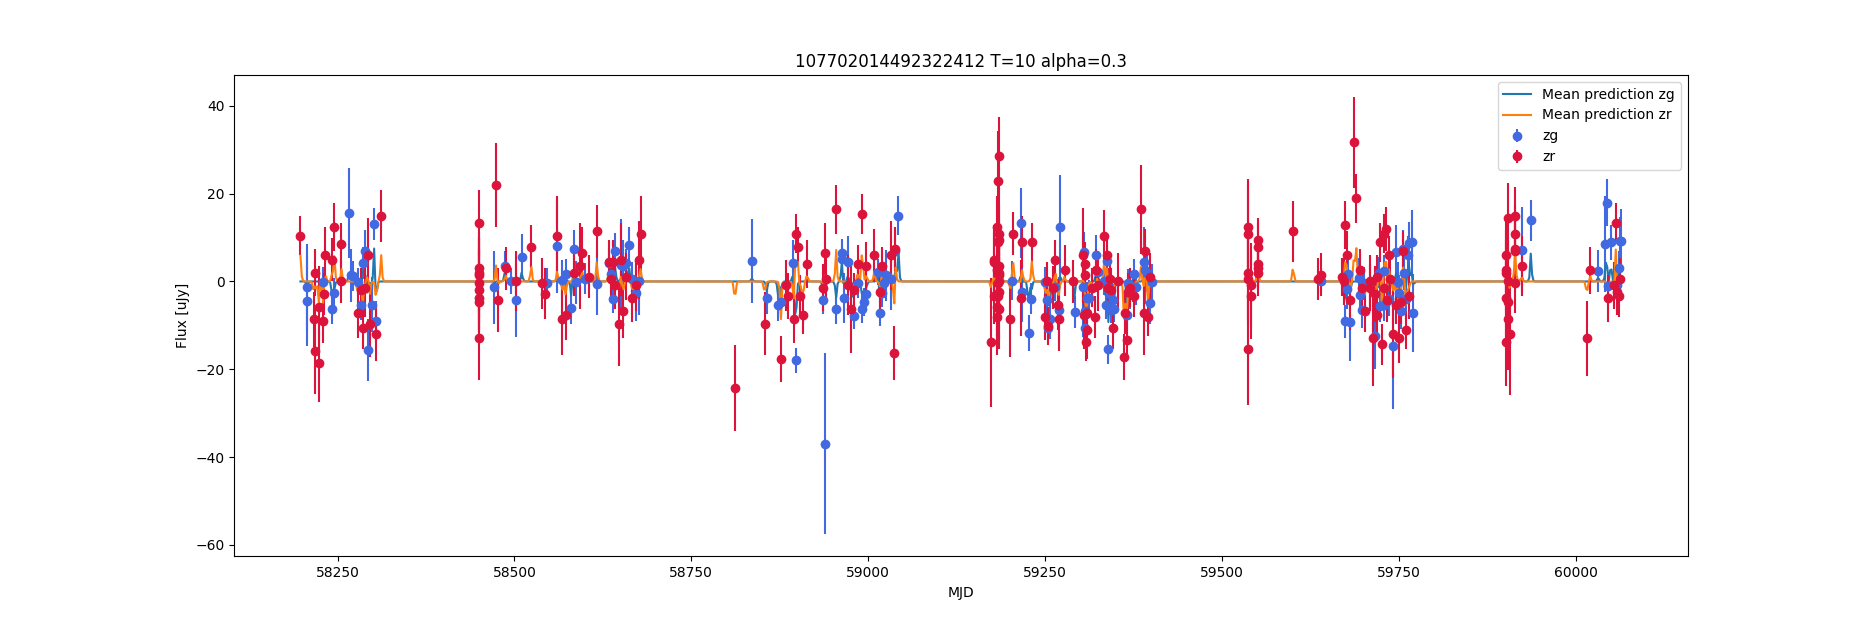 107702014492322412 T=10 alpha=0.3
Mean prediction zg
Mean prediction zr
zg
zr
Flux [uJy]
40
20
0
−20
−40
−60
58250
58500
58750
59000
59250
59500
59750
60000
MJD